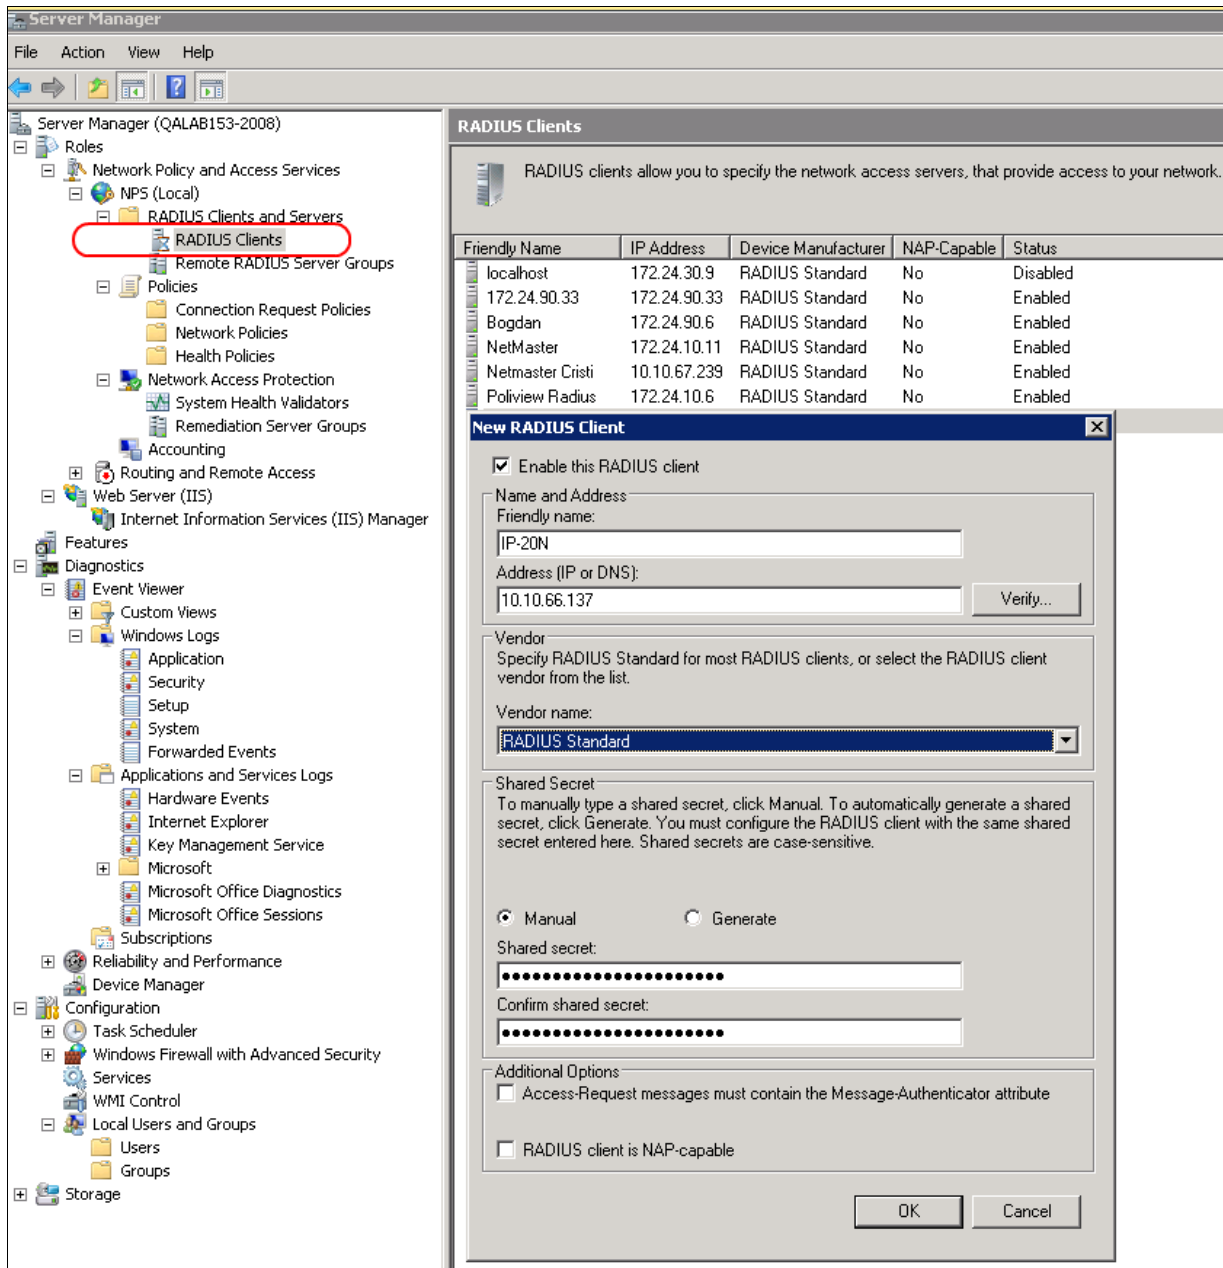 Server Manager
File Action View Help
Server Manager (QALAB153-2008)
Roles
Network Policy and Access Services
NPS (Local)
RADIUS Clients and Servers
RADIUS Clients
Remote RADIUS Server Groups
Policies
Connection Request Policies
Network Policies
Health Policies
Network Access Protection
System Health Validators
Remediation Server Groups
Accounting
Routing and Remote Access
Web Server (IIS)
Internet Information Services (IIS) Manager
Features
Diagnostics
Event Viewer
Custom Views
Windows Logs
Application
Security
Setup
System
Forwarded Events
Applications and Services Logs
Hardware Events
Internet Explorer
Key Management Service
Microsoft
Microsoft Office Diagnostics
Microsoft Office Sessions
Subscriptions
Reliability and Performance
Device Manager
Configuration
Task Scheduler
Windows Firewall with Advanced Security
Services
WMI Control
Local Users and Groups
Users
Groups
Storage
RADIUS Clients
RADIUS clients allow you to specify the network access servers, that provide access to your network.
Friendly Name IP Address Device Manufacturer NAP-Capable Status
localhost 172.24.30.9 RADIUS Standard No Disabled
172.24.90.33 172.24.90.33 RADIUS Standard No Enabled
Bogdan 172.24.90.6 RADIUS Standard No Enabled
NetMaster 172.24.10.11 RADIUS Standard No Enabled
Netmaster Cristi 10.10.67.239 RADIUS Standard No Enabled
Poliview Radius 172.24.10.6 RADIUS Standard No Enabled
New RADIUS Client
Enable this RADIUS client
Name and Address
Friendly name:
IP-20N
Address (IP or DNS):
10.10.66.137
Verify...
Vendor
Specify RADIUS Standard for most RADIUS clients, or select the RADIUS client
vendor from the list.
Vendor name:
RADIUS Standard
Shared Secret
To manually type a shared secret, click Manual. To automatically generate a shared
secret, click Generate. You must configure the RADIUS client with the same shared
secret entered here. Shared secrets are case-sensitive.
Manual Generate
Shared secret:
Confirm shared secret:
Additional Options
Access-Request messages must contain the Message-Authenticator attribute
RADIUS client is NAP-capable
OK Cancel